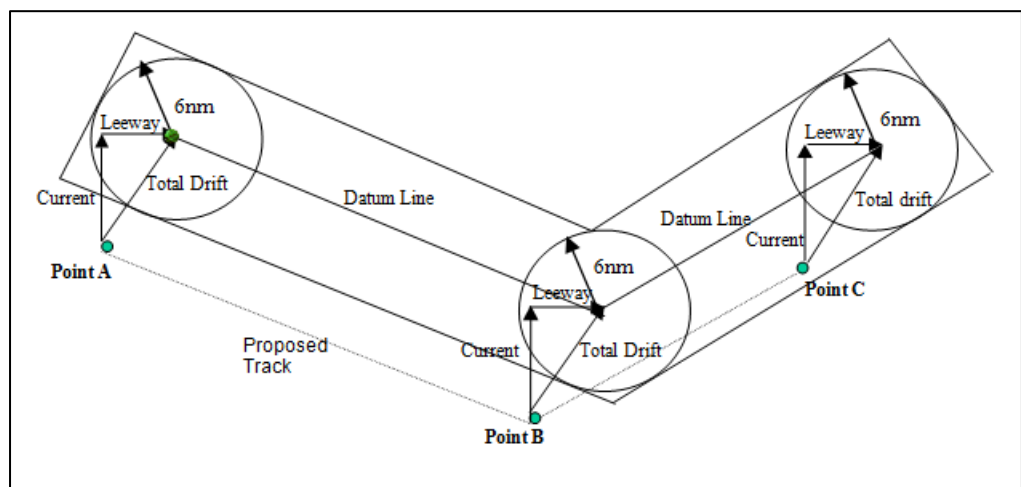 6nm
Leeway
Total Drift
Current
Point A
Datum Line
Proposed
Track
6nm
Leeway
Current
Total Drift
Point B
Datum Line
6nm
Leeway
Total drift
Current
Point C